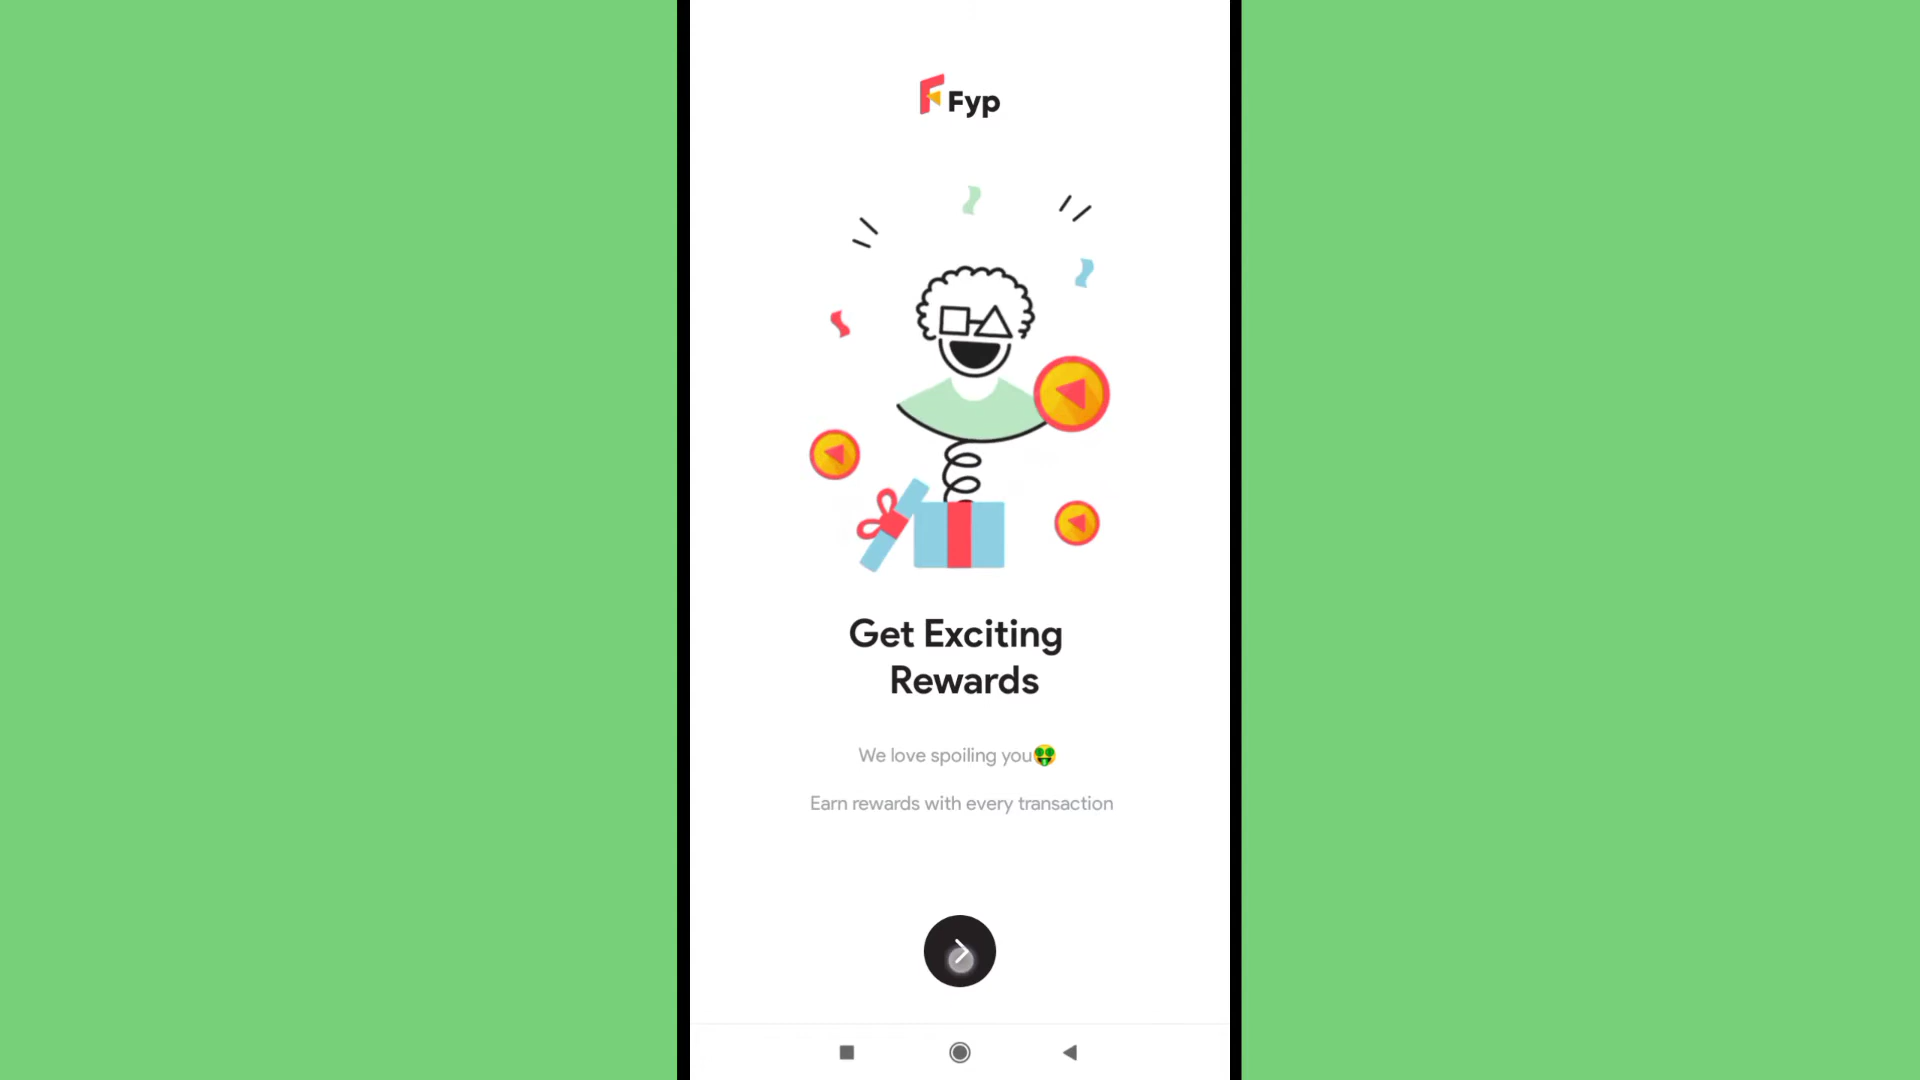 Fyp
Get Exciting
Rewards
We love spoiling you🤑
Earn rewards with every transaction